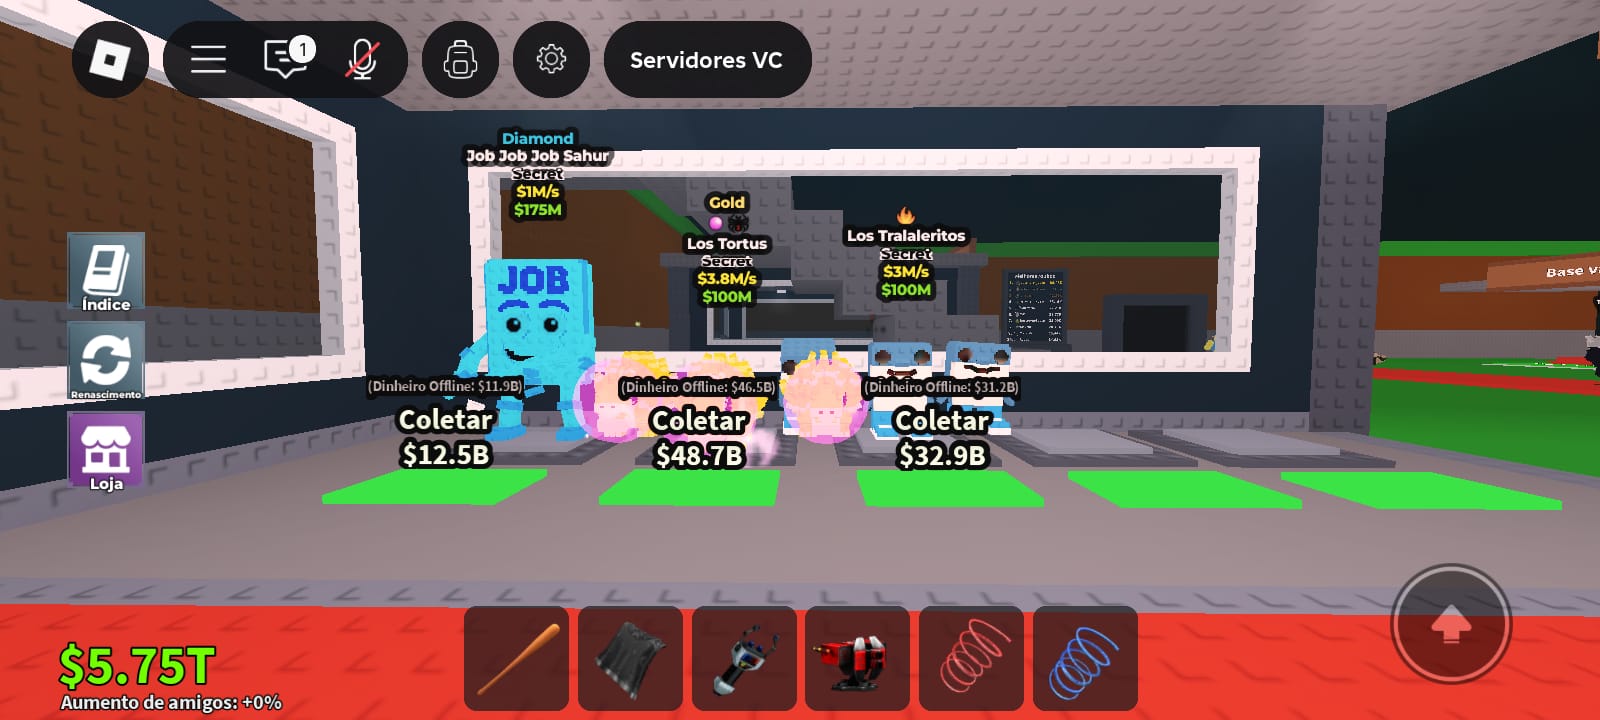 1
Servidores VC
Diamond
Job Job Job Sahur
Secret
$1M/s
$175M
Gold
Los Tortus
Secret
$3.8M/s
$100M
Los Tralaleritos
Secret
$3M/s
$100M
JOB
Base
Índice
Renascimento
Loja
(Dinheiro Offline: $11.9B)
Coletar
$12.5B
(Dinheiro Offline: $46.5B)
Coletar
$48.7B
(Dinheiro Offline: $31.2B)
Coletar
$32.9B
$5.75T
Aumento de amigos: +0%